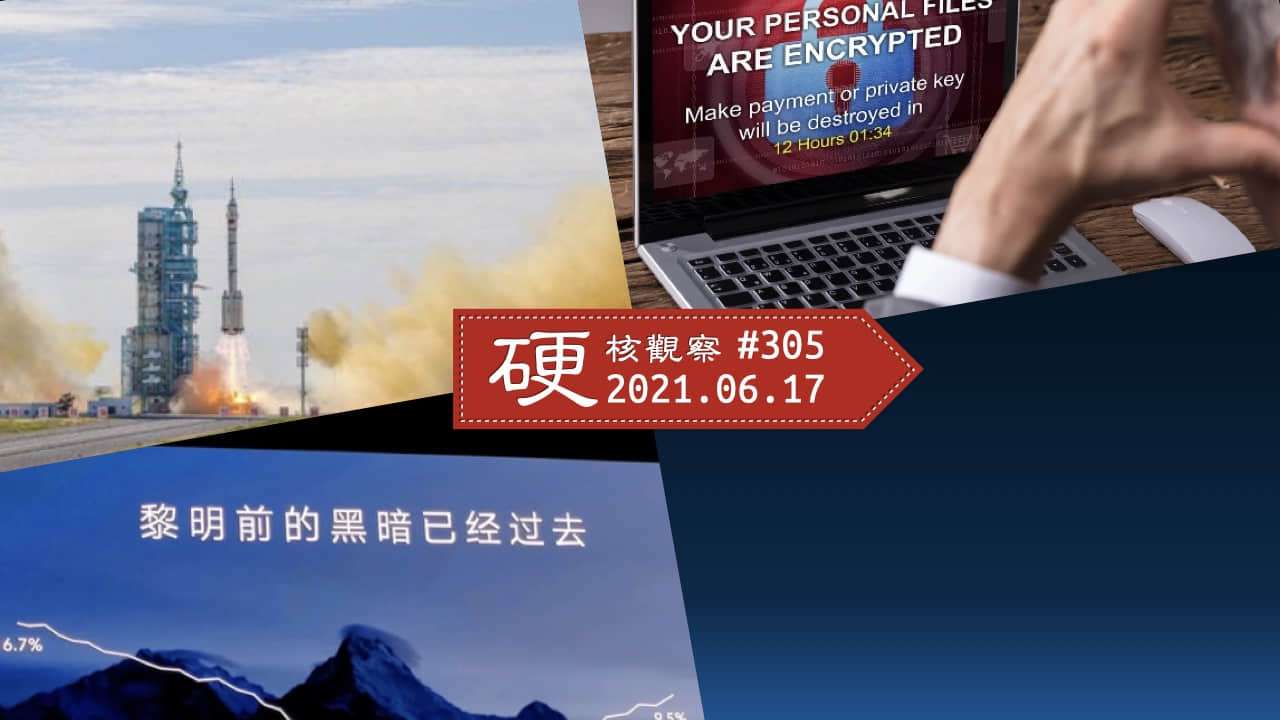 YOUR PERSONAL FILES
ARE ENCRYPTED
Make payment or private key
will be destroyed in
12 Hours 01:34
硬核觀察 #305
2021.06.17
黎明前的黑暗已经过去
6.7%
9.5%